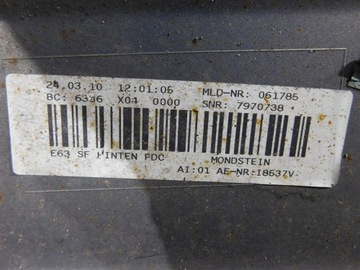 24.03.10 12:01:06 MLD-NR: 061785
BC: 6346 X04 0000 SNR: 7970738
E63 SF HINTEN PDC MONDSTEIN
AI:01 AE-NR:I8637V